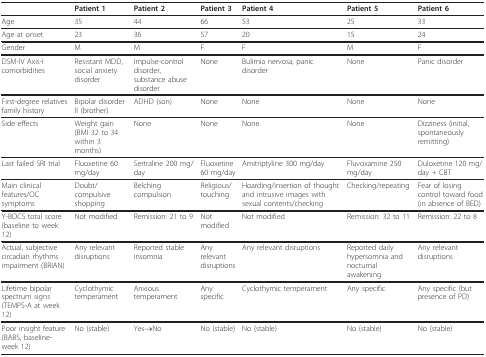 Patient 1 Patient 2 Patient 3 Patient 4 Patient 5 Patient 6
Age 35 44 66 53 25 33
Age at onset 23 36 57 20 15 24
Gender M M F F M F
DSM-IV Axis-I Resistant MDD, Impulse-control None Bulimia nervosa, panic None Panic disorder
comorbidities social anxiety disorder, disorder
disorder substance abuse
disorder
First-degree relatives Bipolar disorder ADHD (son) None None None None
family history II (brother)
Side effects Weight gain None None None None Dizziness (initial,
(BMI 32 to 34 spontaneously
within 3 remitting)
months)
Last failed SRI trial Fluoxetine 60 Sertraline 200 mg/ Fluoxetine Amitriptyline 300 mg/day Fluvoxamine 250 Duloxetine 120 mg/
mg/day day 60 mg/day mg/day day + CBT
Main clinical Doubt/ Belching Religious/ Hoarding/insertion of thought Checking/repeating Fear of losing
features/OC compulsive compulsion touching and intrusive images with control toward food
symptoms shopping sexual contents/checking (in absence of BED)
Y-BOCS total score Not modified Remission: 21 to 9 Not Not modified Remission: 32 to 11 Remission: 22 to 8
(baseline to week modified
12)
Actual, subjective Any relevant Reported stable Any Any relevant disruptions Reported daily Any relevant
circadian rhythms disruptions insomnia relevant hypersomnia and disruptions
impairment (BRIAN) disruptions nocturnal
awakening
Lifetime bipolar Cyclothymic Anxious Any Cyclothymic temperament Any specific Any specific (but
spectrum signs temperament temperament specific presence of PD)
(TEMPS-A at week
12)
Poor insight feature No (stable) Yes→No No (stable) No (stable) No (stable) No (stable)
(BABS, baseline-
week 12)